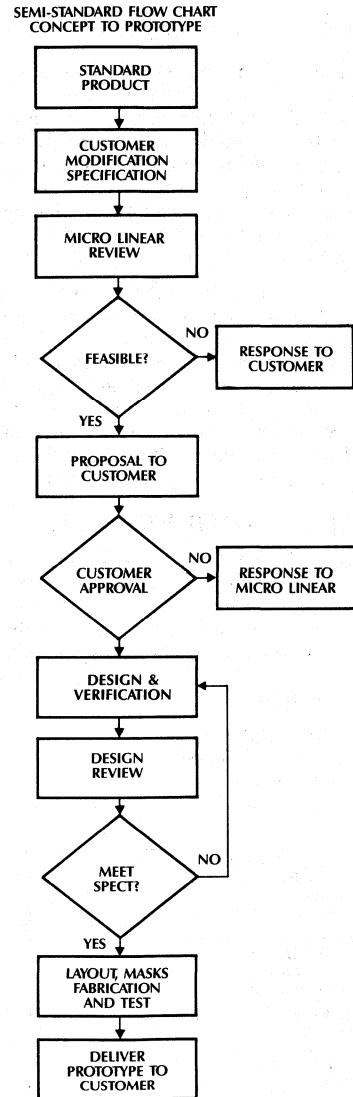 SEMI-STANDARD FLOW CHART
CONCEPT TO PROTOTYPE
STANDARD
PRODUCT
CUSTOMER
MODIFICATION
SPECIFICATION
MICRO LINEAR
REVIEW
FEASIBLE?
NO
RESPONSE TO
CUSTOMER
YES
PROPOSAL TO
CUSTOMER
CUSTOMER
APPROVAL
NO
RESPONSE TO
MICRO LINEAR
DESIGN &
VERIFICATION
DESIGN
REVIEW
MEET
SPECT?
NO
YES
LAYOUT, MASKS
FABRICATION
AND TEST
DELIVER
PROTOTYPE TO
CUSTOMER